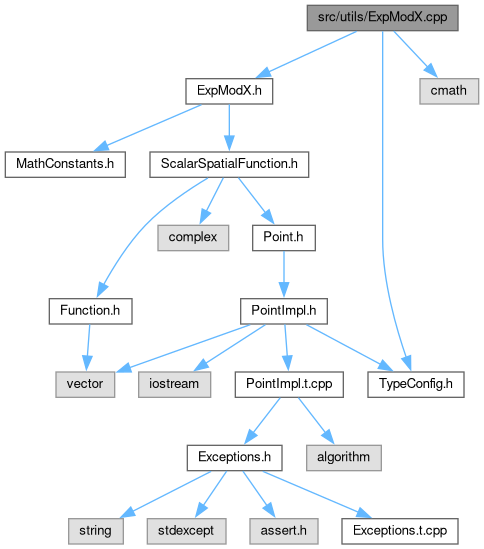 src/utils/ExpModX.cpp
ExpModX.h
cmath
MathConstants.h
ScalarSpatialFunction.h
complex
Point.h
Function.h
PointImpl.h
vector
iostream
PointImpl.t.cpp
TypeConfig.h
Exceptions.h
algorithm
string
stdexcept
assert.h
Exceptions.t.cpp